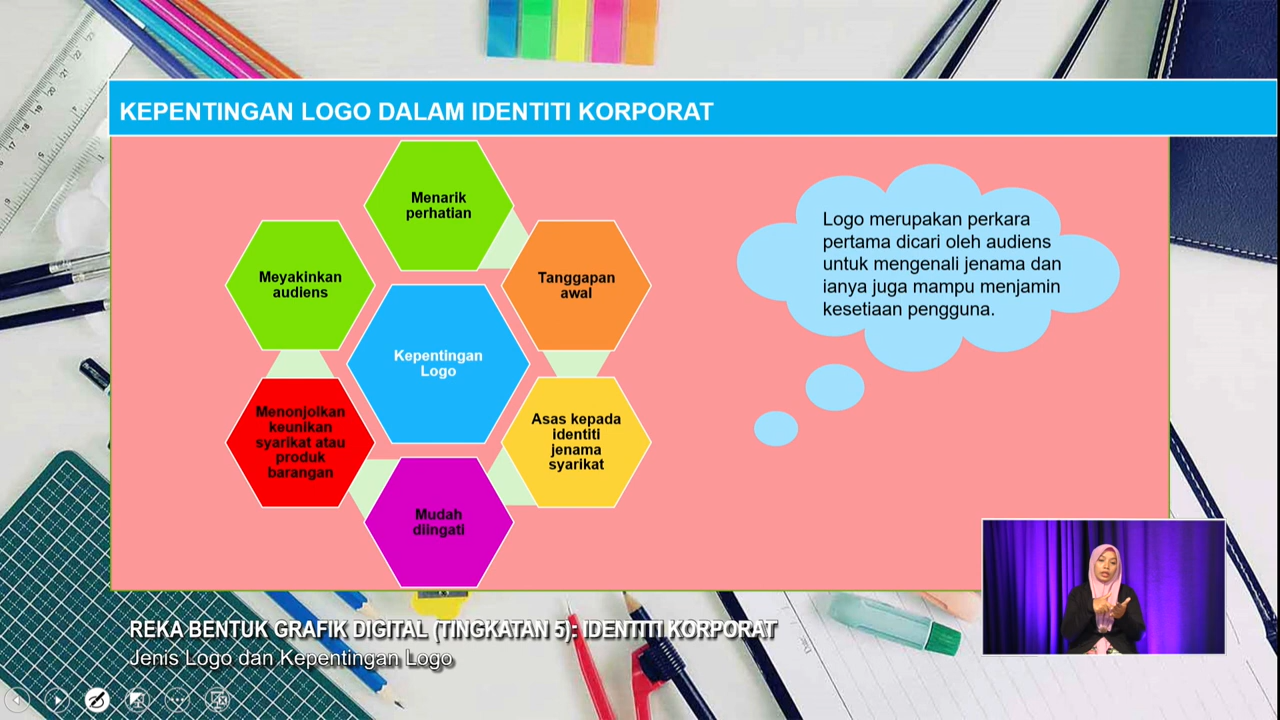 KEPENTINGAN LOGO DALAM IDENTITI KORPORAT
Menarik
perhatian
Tanggapan
awal
Asas kepada
identiti
jenama
syarikat
Mudah
diingati
Menonjolkan
keunikan
syarikat atau
produk
barangan
Meyakinkan
audiens
Kepentingan
Logo
Logo merupakan perkara
pertama dicari oleh audiens
untuk mengenali jenama dan
ianya juga mampu menjamin
kesetiaan pengguna.
REKA BENTUK GRAFIK DIGITAL (TINGKATAN 5): IDENTITI KORPORAT
Jenis Logo dan Kepentingan Logo